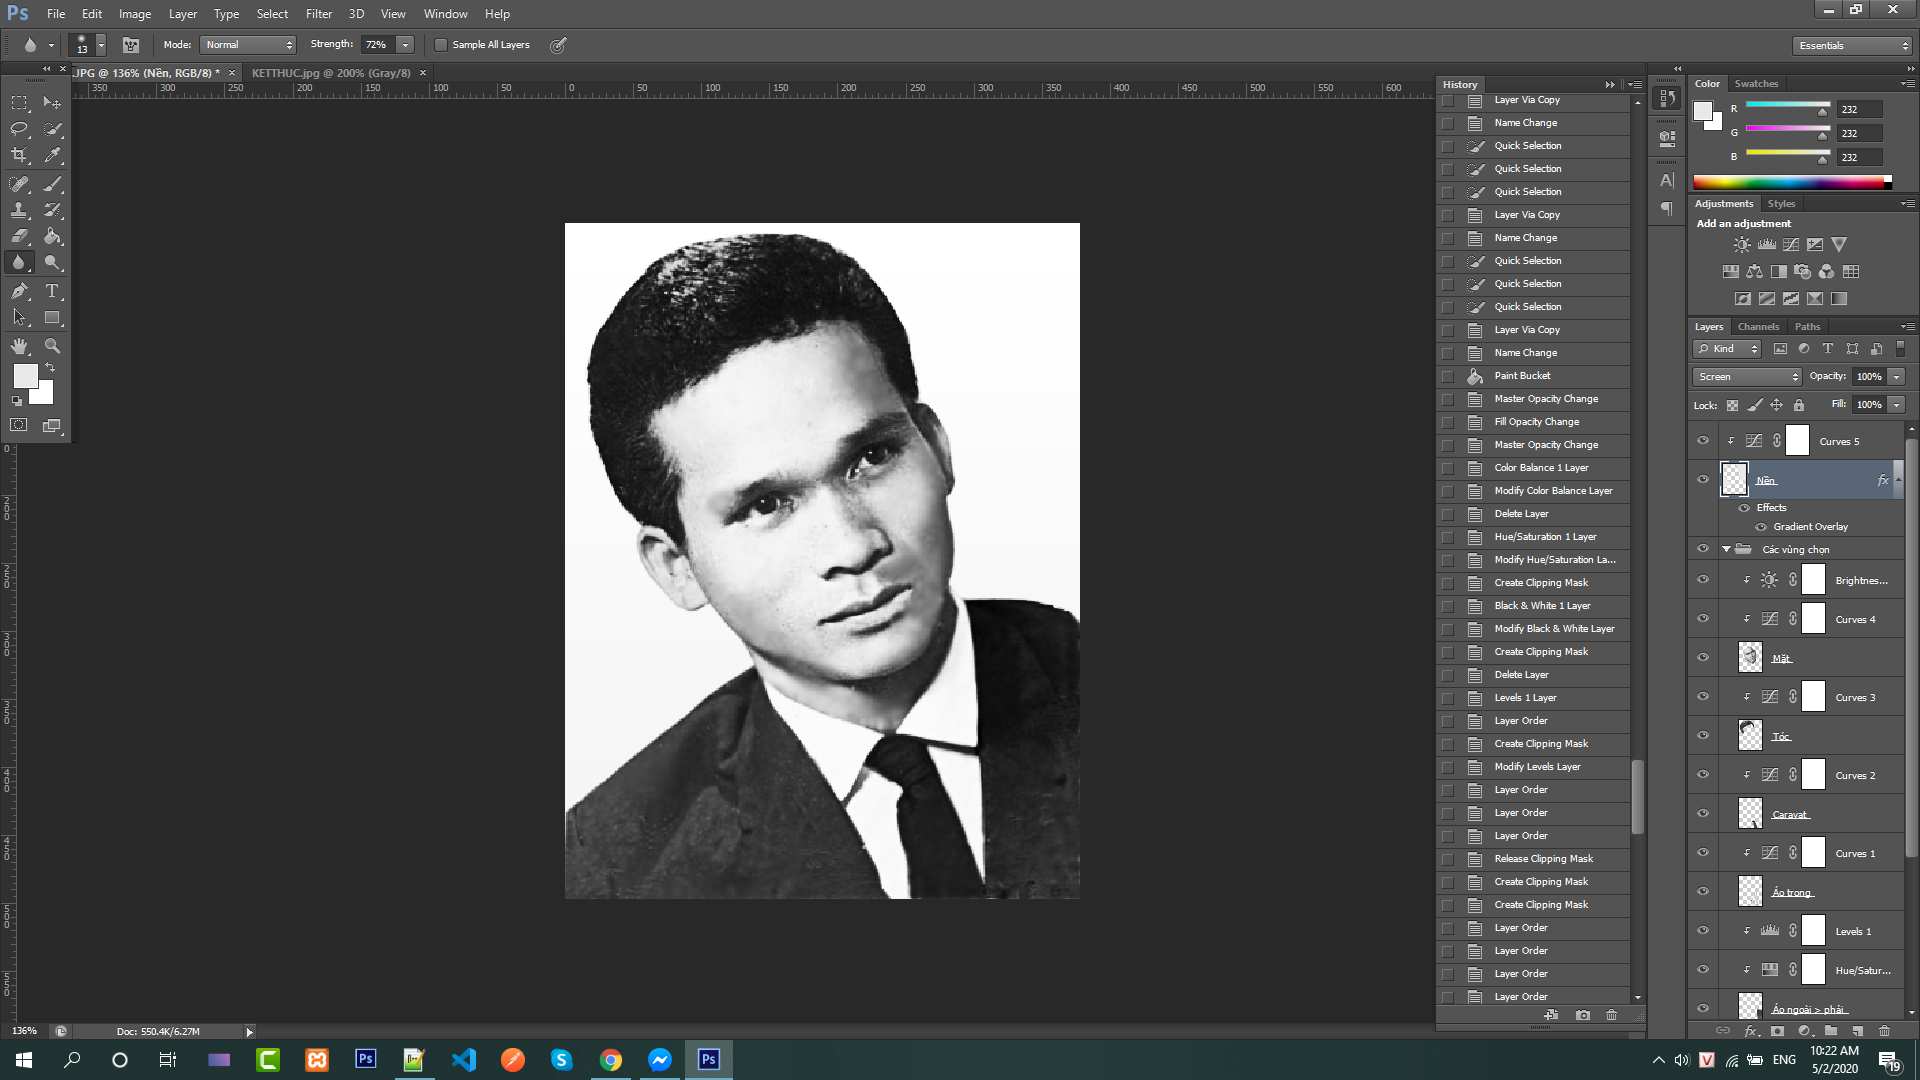 Ps File Edit Image Layer Type Select Filter 3D View Window Help
13 Mode: Normal Strength: 72% Sample All Layers Essentials
.JPG @ 136% (Nền, RGB/8) * × KETTHUC.jpg @ 200% (Gray/8) ×
350 300 250 200 150 100 50 0 50 100 150 200 250 300 350 400 450 500 550 600
0
200
250
300
350
400
450
500
550
History
Layer Via Copy
Name Change
Quick Selection
Quick Selection
Quick Selection
Layer Via Copy
Name Change
Quick Selection
Quick Selection
Quick Selection
Layer Via Copy
Name Change
Paint Bucket
Master Opacity Change
Fill Opacity Change
Master Opacity Change
Color Balance 1 Layer
Modify Color Balance Layer
Delete Layer
Hue/Saturation 1 Layer
Modify Hue/Saturation La...
Create Clipping Mask
Black & White 1 Layer
Modify Black & White Layer
Create Clipping Mask
Delete Layer
Levels 1 Layer
Layer Order
Create Clipping Mask
Modify Levels Layer
Layer Order
Layer Order
Layer Order
Release Clipping Mask
Create Clipping Mask
Create Clipping Mask
Layer Order
Layer Order
Layer Order
Layer Order
Color Swatches
R 232
G 232
B 232
Adjustments Styles
Add an adjustment
Layers Channels Paths
Kind
Screen Opacity: 100%
Lock: Fill: 100%
Curves 5
Nền fx
Effects
Gradient Overlay
Các vùng chọn
Brightnes...
Curves 4
Mặt
Curves 3
Tóc
Curves 2
Caravat
Curves 1
Áo trong
Levels 1
Hue/Satur...
Áo ngoài > phải
136% Doc: 550.4K/6.27M
Ps Ps ENG 10:22 AM
5/2/2020
19